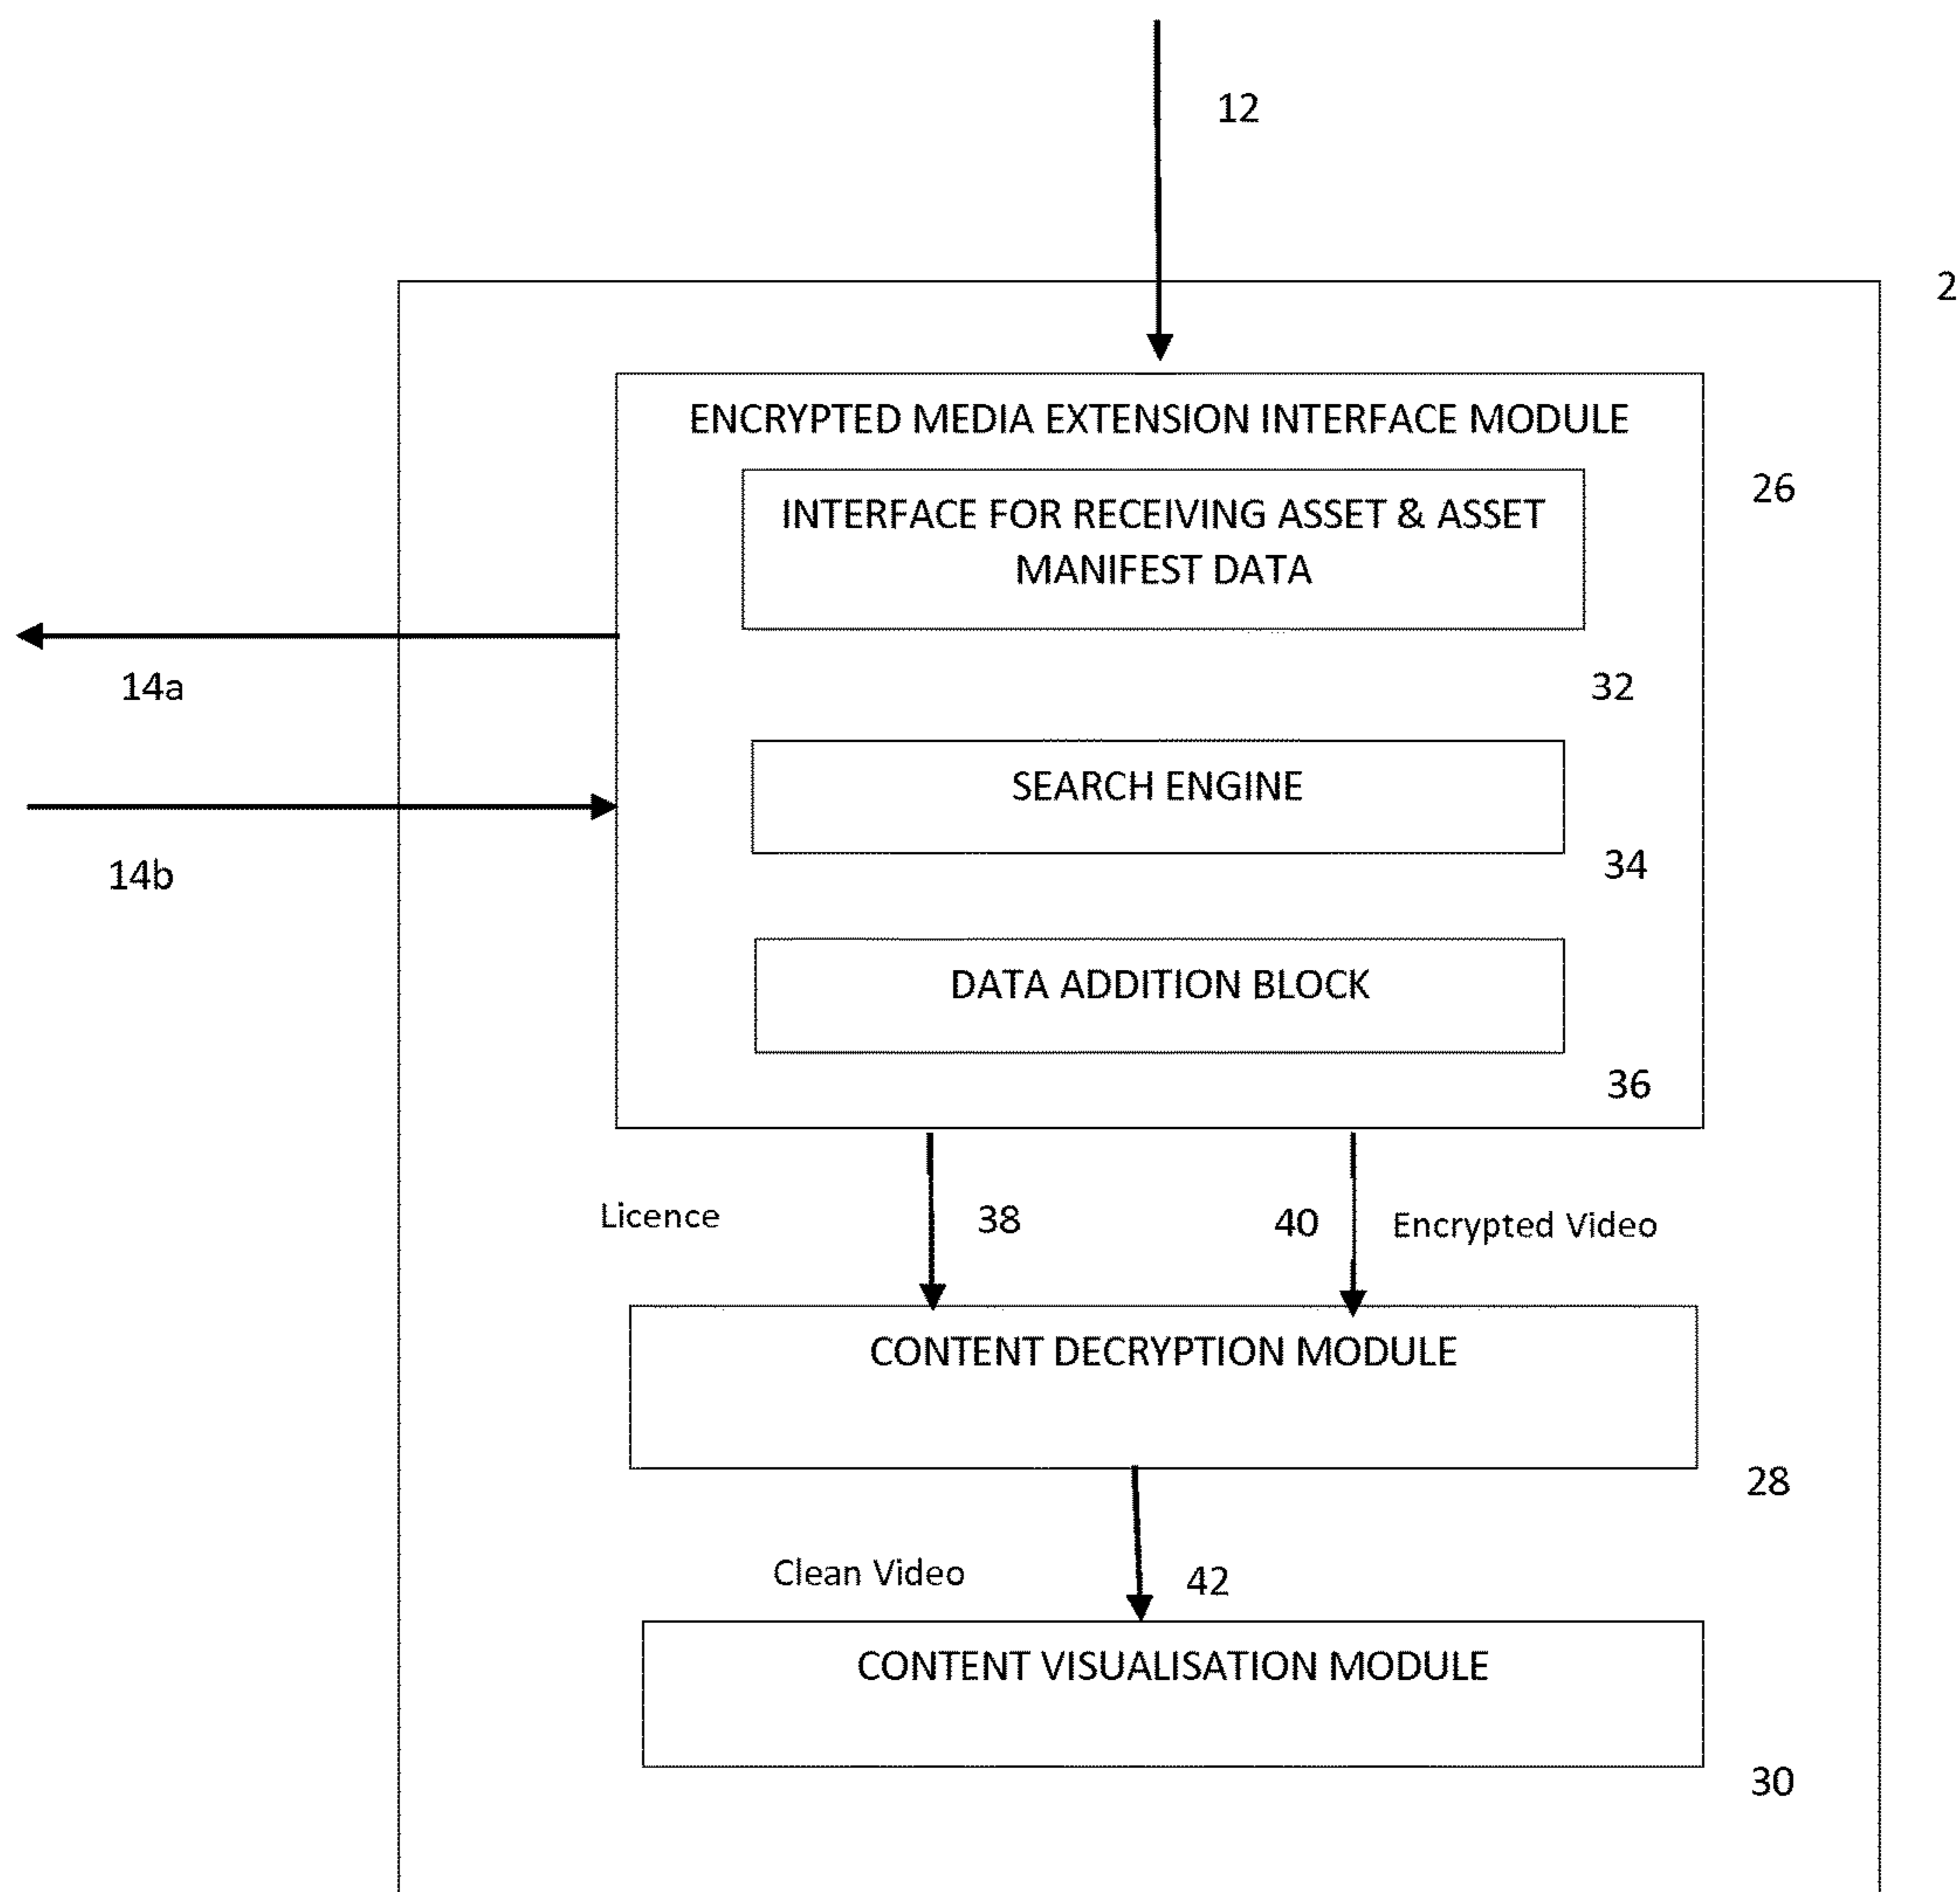 12
2
ENCRYPTED MEDIA EXTENSION INTERFACE MODULE
26
INTERFACE FOR RECEIVING ASSET & ASSET
MANIFEST DATA
14a
32
SEARCH ENGINE
14b
34
DATA ADDITION BLOCK
36
Licence
38
40
Encrypted Video
CONTENT DECRYPTION MODULE
28
Clean Video
42
CONTENT VISUALISATION MODULE
30